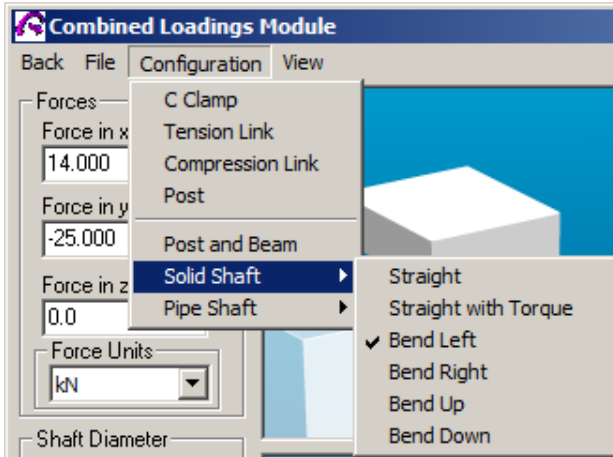 Combined Loadings Module
Back File Configuration View
Forces
Force in x
14.000
Force in y
-25.000
Force in z
0.0
Force Units
kN
Shaft Diameter
C Clamp
Tension Link
Compression Link
Post
Post and Beam
Solid Shaft
Pipe Shaft
Straight
Straight with Torque
Bend Left
Bend Right
Bend Up
Bend Down